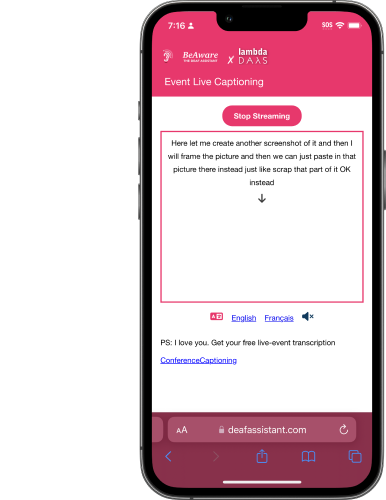 7:16
SOS
BeAware
THE DEAF ASSISTANT
X
lambda
DAYS
Event Live Captioning
Stop Streaming
Here let me create another screenshot of it and then I
will frame the picture and then we can just paste in that
picture there instead just like scrap that part of it OK
instead
English
Français
PS: I love you. Get your free live-event transcription
ConferenceCaptioning
AA
deafassistant.com